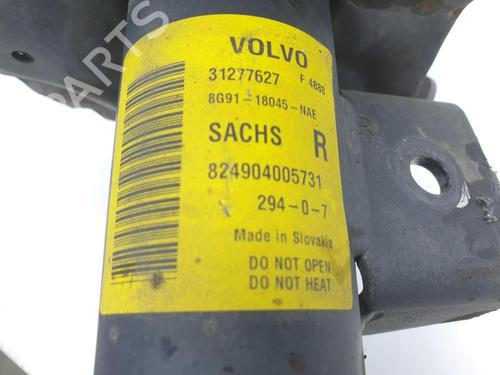 VOLVO
31277627 F 4888
8G91-18045-NAE
SACHS R
824904005731
294-0-7
Made in Slovakia
DO NOT OPEN
DO NOT HEAT
B-PARTS